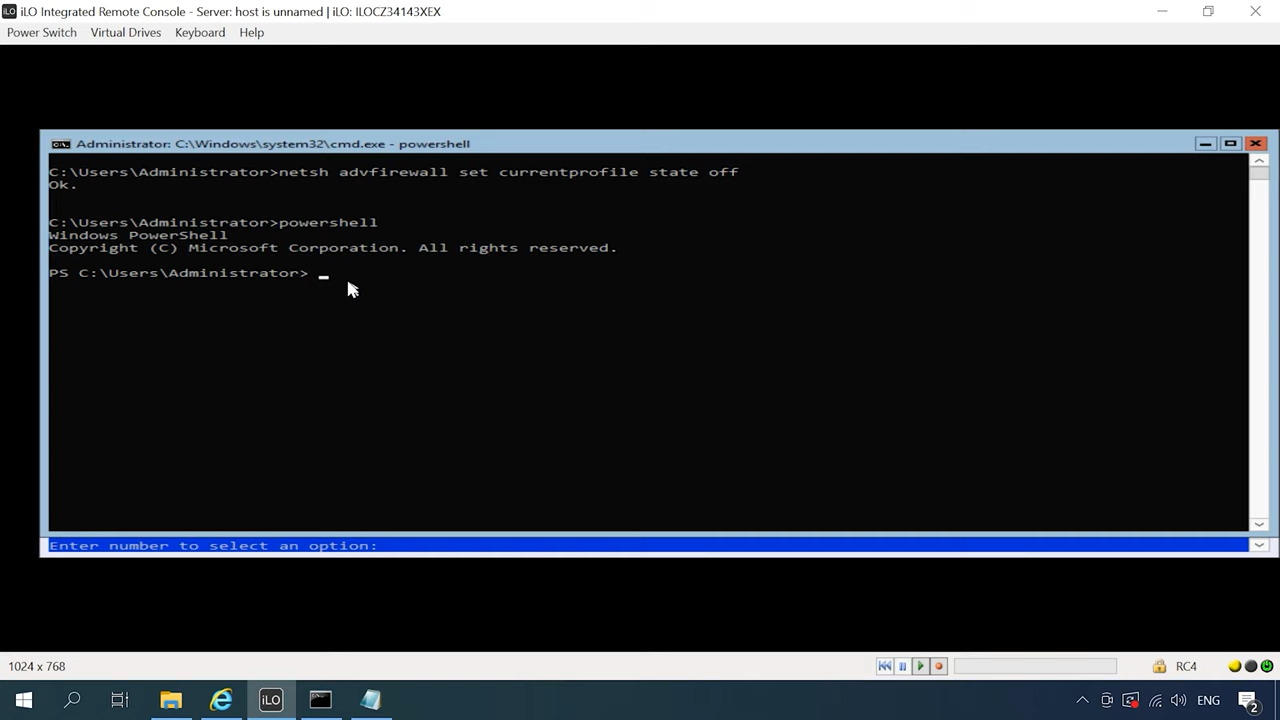 iLO Integrated Remote Console - Server: host is unnamed | iLO: ILOCZ34143XEX
Power Switch Virtual Drives Keyboard Help
Administrator: C:\Windows\system32\cmd.exe - powershell
C:\Users\Administrator>netsh advfirewall set currentprofile state off
Ok.
C:\Users\Administrator>powershell
Windows PowerShell
Copyright (C) Microsoft Corporation. All rights reserved.
PS C:\Users\Administrator> _
Enter number to select an option:
1024 x 768
RC4
iLO
ENG
2